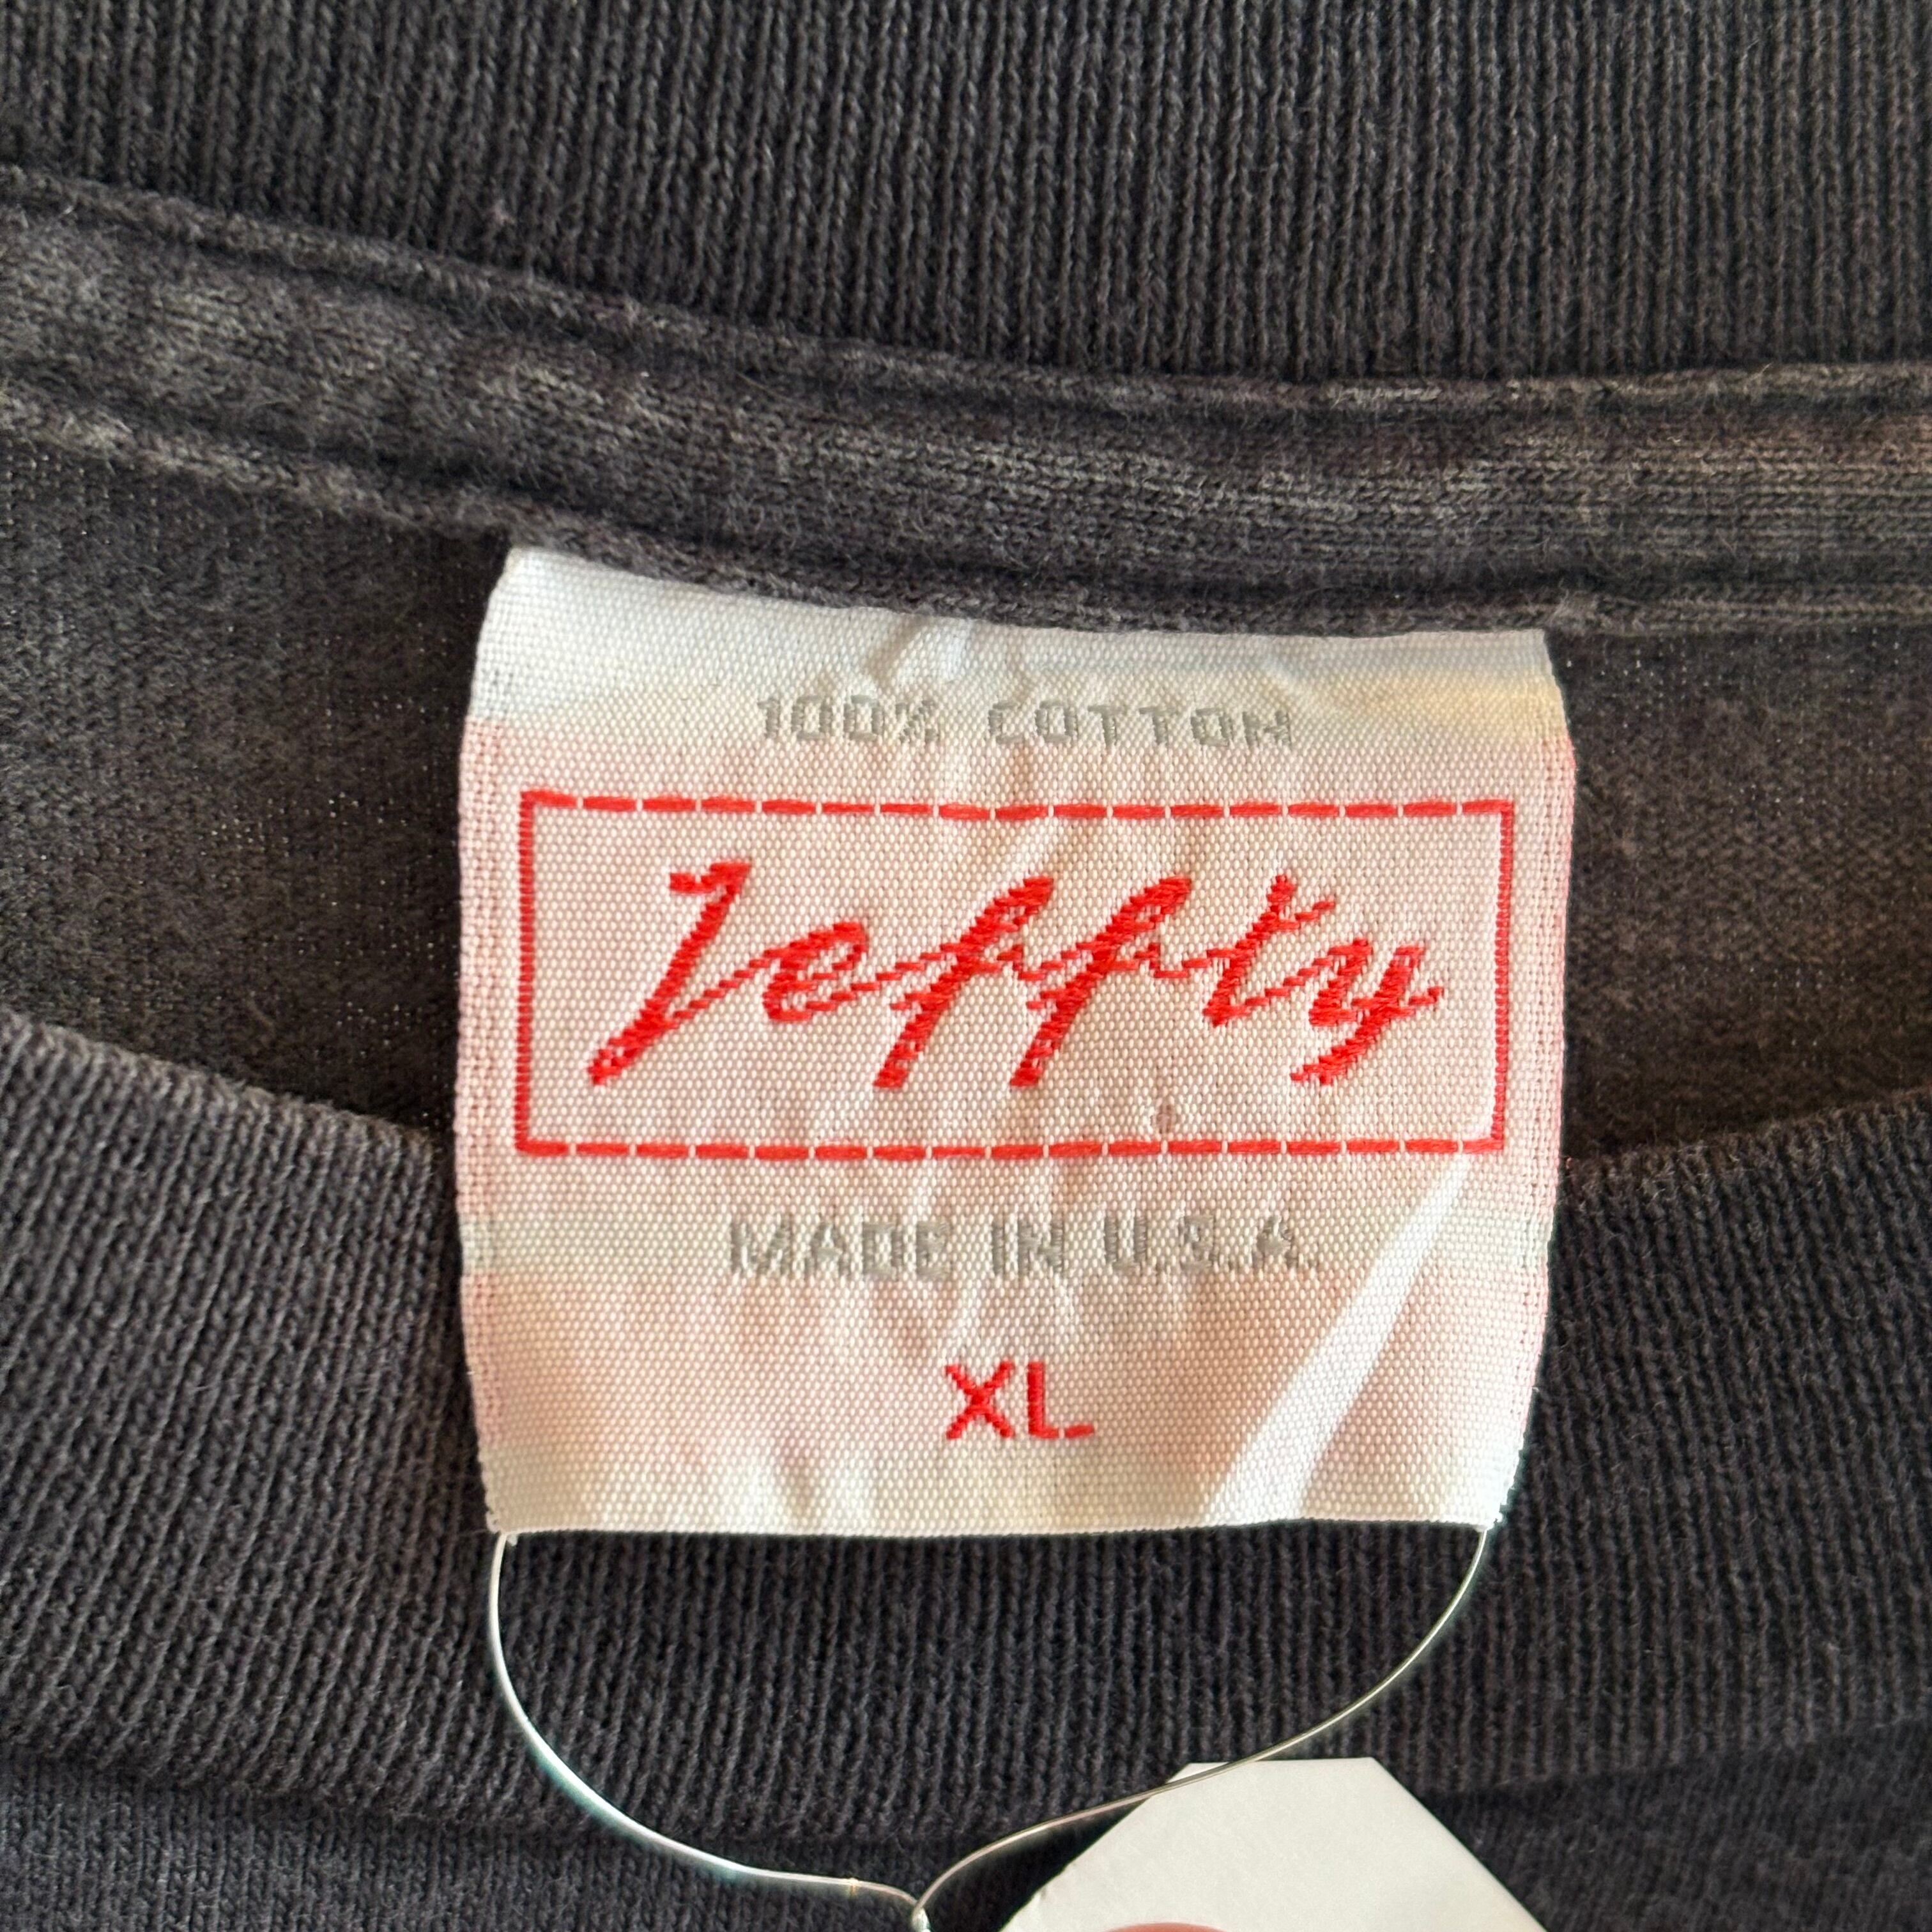 100% COTTON
Jeffty
MADE IN U.S.A.
XL